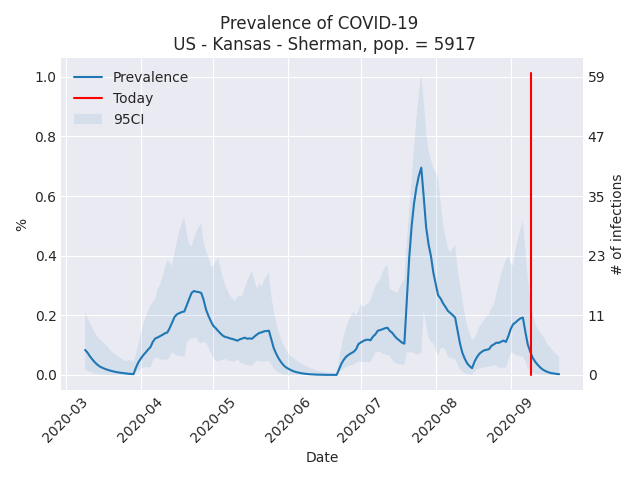 Prevalence of COVID-19
US - Kansas - Sherman, pop. = 5917
Prevalence
Today
95CI
1.0
0.8
0.6
0.4
0.2
0.0
%
59
47
35
23
11
0
# of infections
2020-03
2020-04
2020-05
2020-06
2020-07
2020-08
2020-09
Date